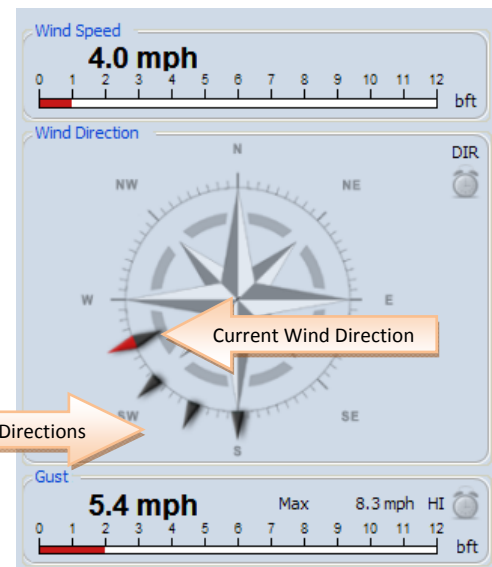 Wind Speed
4.0 mph
0 1 2 3 4 5 6 7 8 9 10 11 12
bft
Wind Direction
DIR
N
NW NE
W E
Current Wind Direction
Directions
SW SE
S
Gust
5.4 mph Max 8.3 mph HI
0 1 2 3 4 5 6 7 8 9 10 11 12
bft